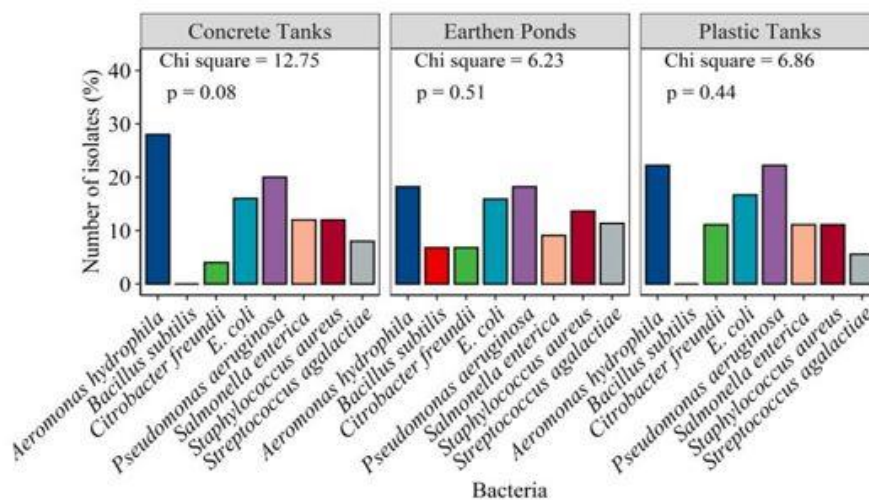 Concrete Tanks
Earthen Ponds
Plastic Tanks
Chi square = 12.75
p = 0.08
Chi square = 6.23
p = 0.51
Chi square = 6.86
p = 0.44
Number of isolates (%)
40
30
20
10
0
Aeromonas hydrophila
Bacillus subtilis
Citrobacter freundii
E. coli
Pseudomonas aeruginosa
Salmonella enterica
Staphylococcus aureus
Streptococcus agalactiae
Aeromonas hydrophila
Bacillus subtilis
Citrobacter freundii
E. coli
Pseudomonas aeruginosa
Salmonella enterica
Staphylococcus aureus
Streptococcus agalactiae
Aeromonas hydrophila
Bacillus subtilis
Citrobacter freundii
E. coli
Pseudomonas aeruginosa
Salmonella enterica
Staphylococcus aureus
Streptococcus agalactiae
Bacteria